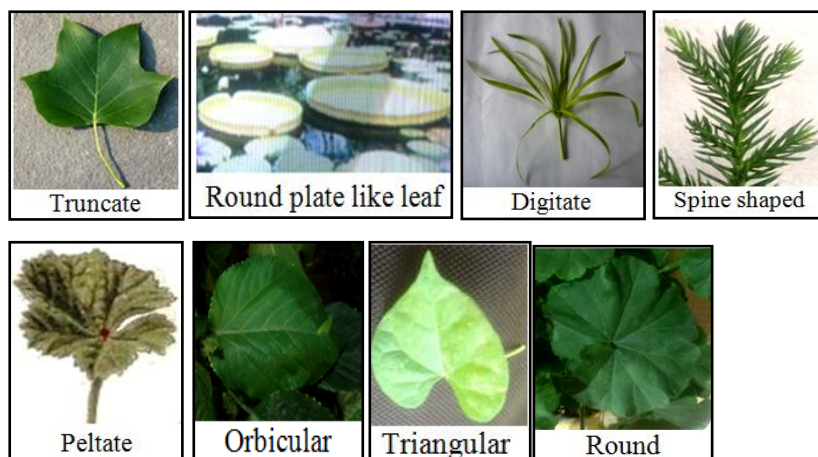 Truncate
Round plate like leaf
Digitate
Spine shaped
Peltate
Orbicular
Triangular
Round